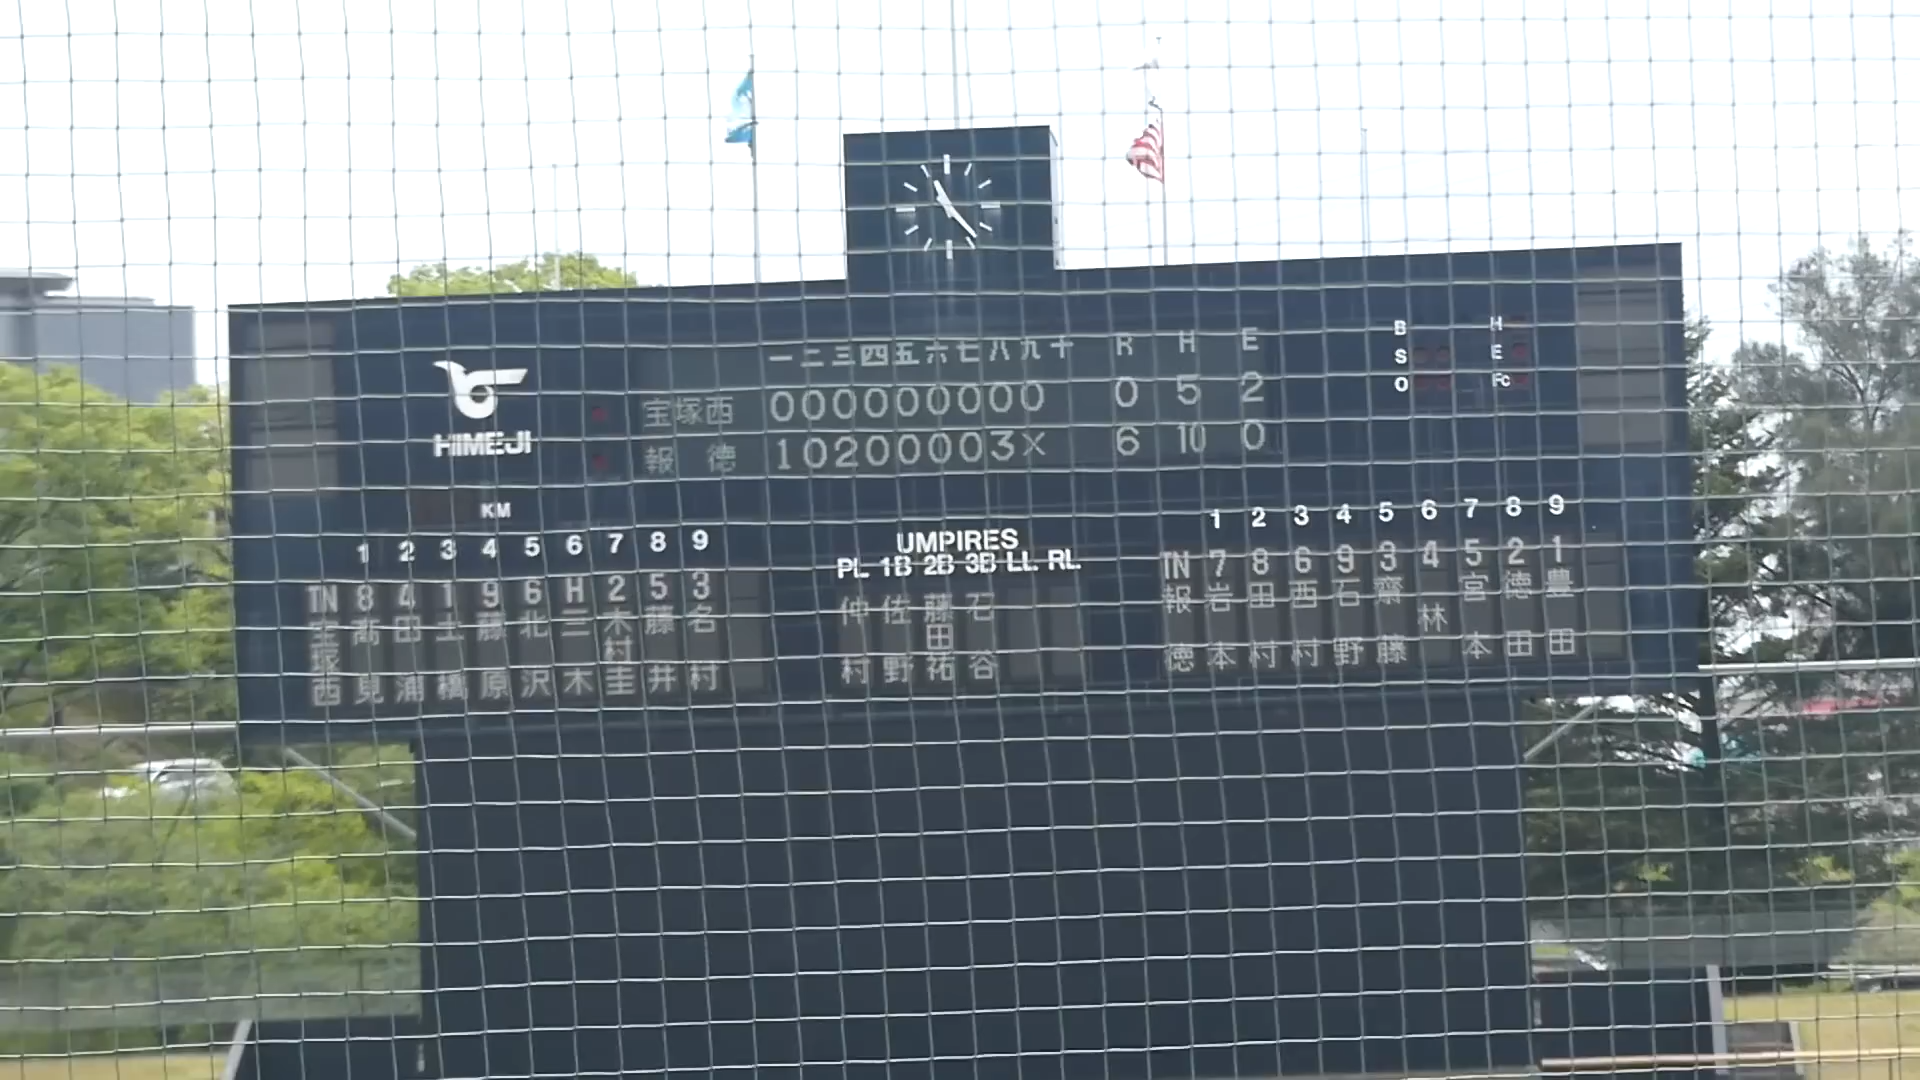 一二三四五六七八九十 R H E
宝塚西 000000000 0 5 2
報徳 10200003× 6 10 0
B
S
O
H
E
Fc
HIMEJI
KM
1 2 3 4 5 6 7 8 9
TN 8 4 1 9 6 H 2 5 3
宝塚西 髙見 田浦 土橋 藤原 北沢 三木 木村圭 藤井 名村
UMPIRES
PL 1B 2B 3B LL RL
仲村 佐野 藤田祐 石谷
1 2 3 4 5 6 7 8 9
TN 7 8 6 9 3 4 5 2 1
報徳 岩本 田村 西村 石野 齋藤 林 宮本 徳田 豊田